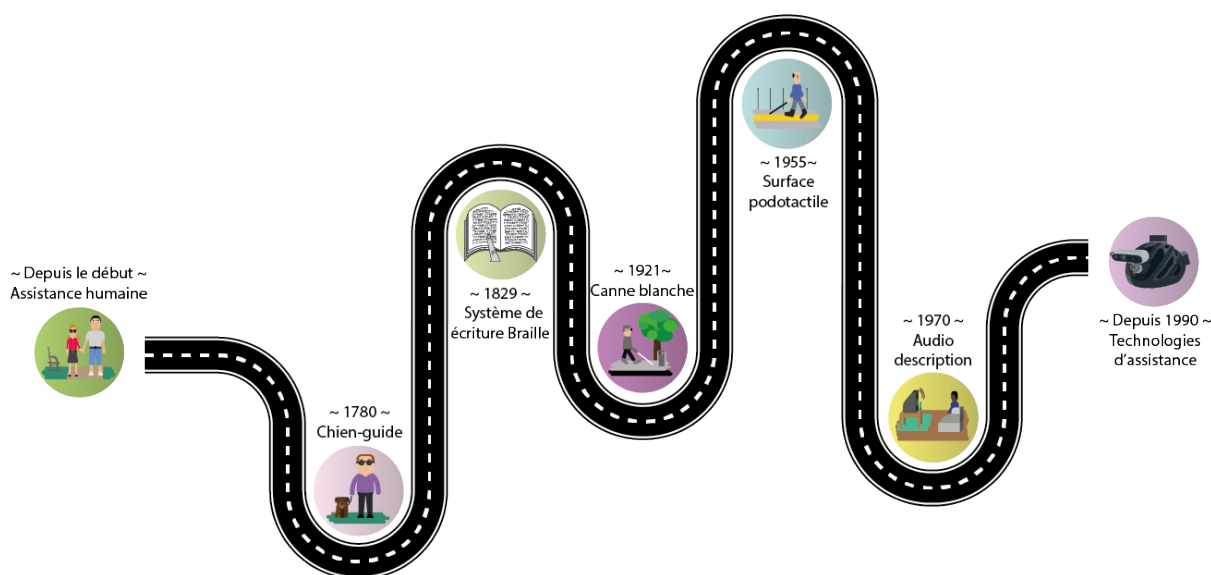 ~ Depuis le début ~
Assistance humaine
~ 1780 ~
Chien-guide
~ 1829 ~
Système de
écriture Braille
~ 1921~
Canne blanche
~ 1955~
Surface
podotactile
~ 1970 ~
Audio
description
~ Depuis 1990 ~
Technologies
d'assistance